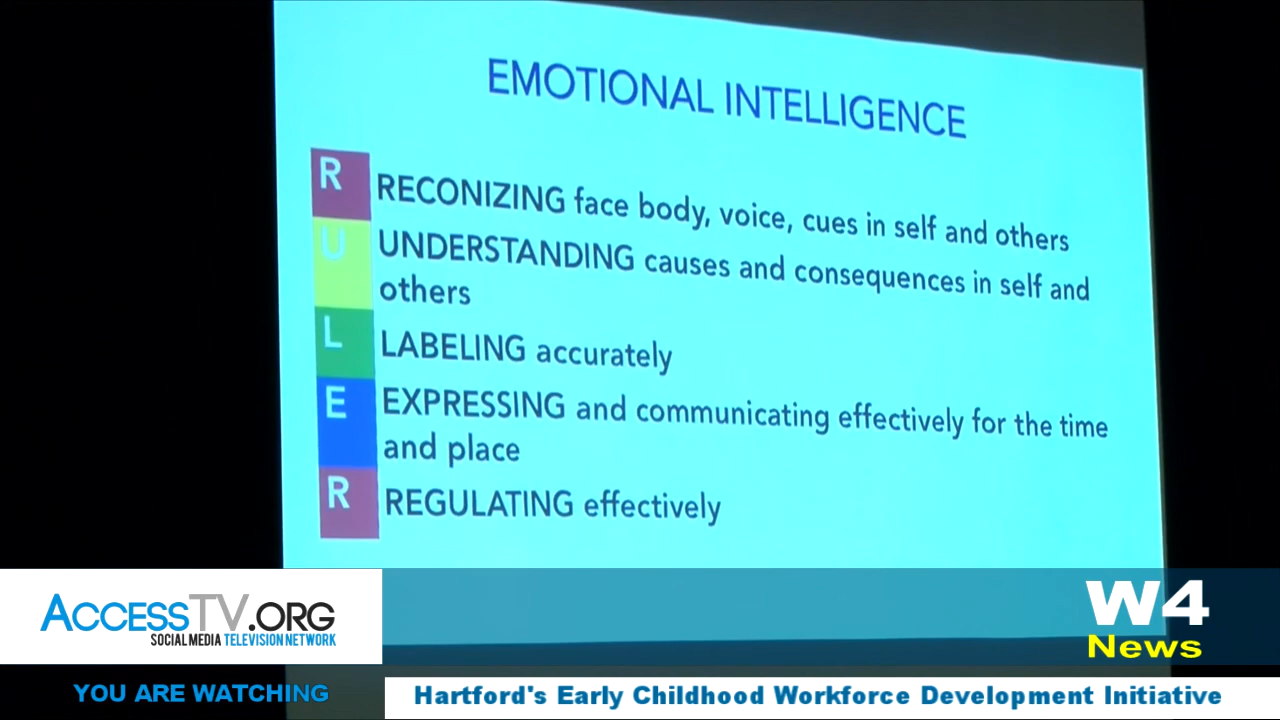 EMOTIONAL INTELLIGENCE
R
RECONIZING face body, voice, cues in self and others
U
UNDERSTANDING causes and consequences in self and
others
L
LABELING accurately
E
EXPRESSING and communicating effectively for the time
and place
R
REGULATING effectively
ACCESSTV.ORG
SOCIAL MEDIA TELEVISION NETWORK
W4
News
YOU ARE WATCHING
Hartford's Early Childhood Workforce Development Initiative